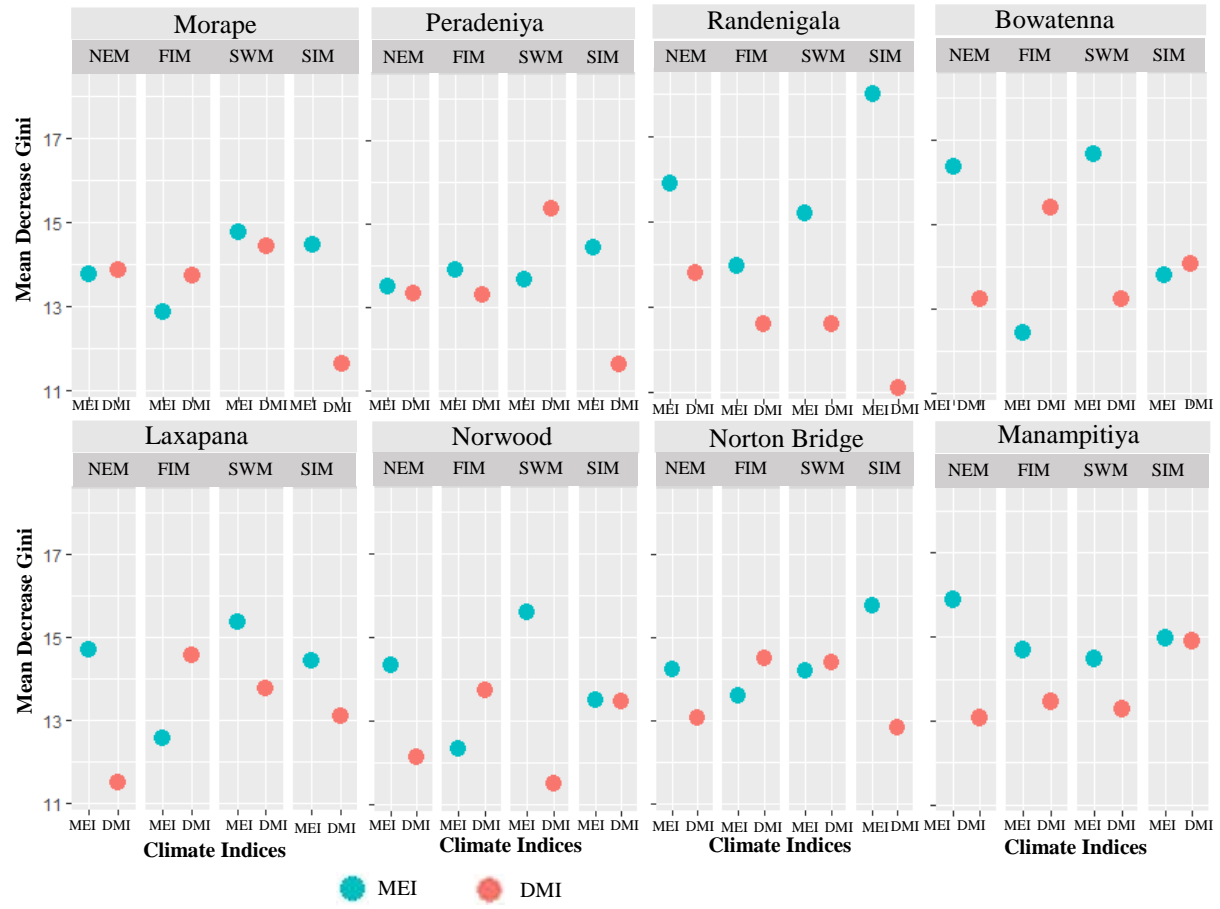 Morape Peradeniya Randenigala Bowatenna
NEM FIM SWM SIM NEM FIM SWM SIM NEM FIM SWM SIM NEM FIM SWM SIM
Mean Decrease Gini
17
15
13
11
MEI DMI MEI DMI MEI DMI MEI DMI MEI DMI MEI DMI MEI DMI MEI DMI MEI DMI MEI DMI MEI DMI MEI DMI MEI DMI MEI DMI MEI DMI MEI DMI
Laxapana Norwood Norton Bridge Manampitiya
NEM FIM SWM SIM NEM FIM SWM SIM NEM FIM SWM SIM NEM FIM SWM SIM
Mean Decrease Gini
17
15
13
11
MEI DMI MEI DMI MEI DMI MEI DMI MEI DMI MEI DMI MEI DMI MEI DMI MEI DMI MEI DMI MEI DMI MEI DMI MEI DMI MEI DMI MEI DMI MEI DMI
Climate Indices Climate Indices Climate Indices Climate Indices
MEI DMI